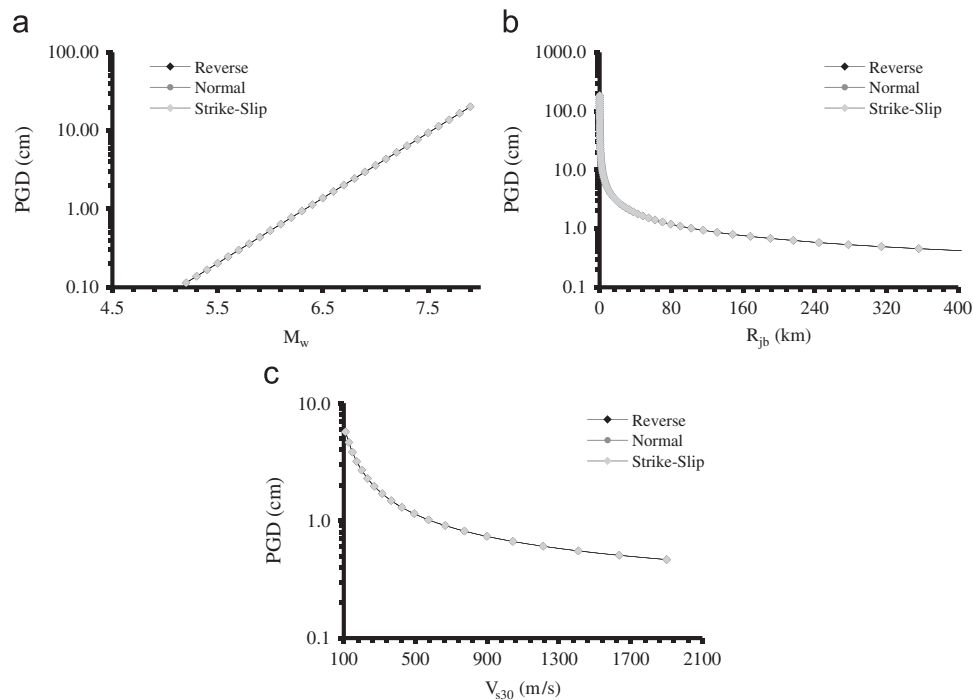 a
100.00
10.00
1.00
0.10
PGD (cm)
Reverse
Normal
Strike-Slip
4.5 5.5 6.5 7.5
M_w
b
1000.0
100.0
10.0
1.0
0.1
PGD (cm)
Reverse
Normal
Strike-Slip
0 80 160 240 320 400
R_jb (km)
c
10.0
1.0
0.1
PGD (cm)
Reverse
Normal
Strike-Slip
100 500 900 1300 1700 2100
V_s30 (m/s)